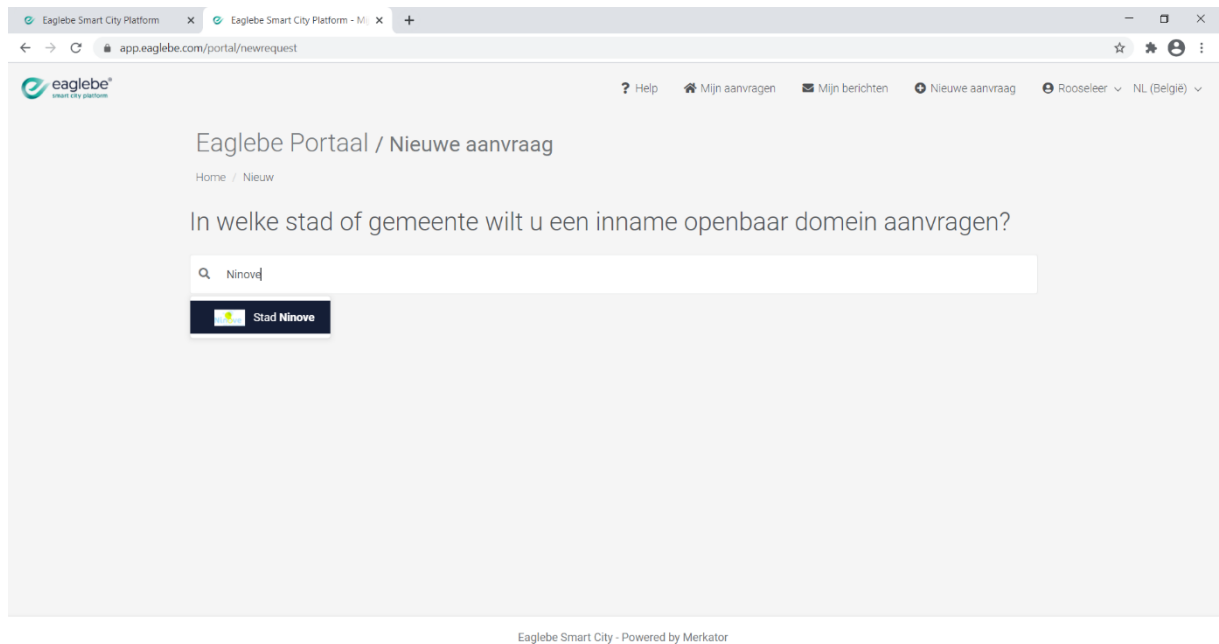 Eaglebe Smart City Platform
Eaglebe Smart City Platform - Mij
app.eaglebe.com/portal/newrequest
eaglebe®
smart city platform
? Help Mijn aanvragen Mijn berichten Nieuwe aanvraag Rooseleer NL (België)
Eaglebe Portaal / Nieuwe aanvraag
Home / Nieuw
In welke stad of gemeente wilt u een inname openbaar domein aanvragen?
Ninove
Stad Ninove
Eaglebe Smart City - Powered by Merkator